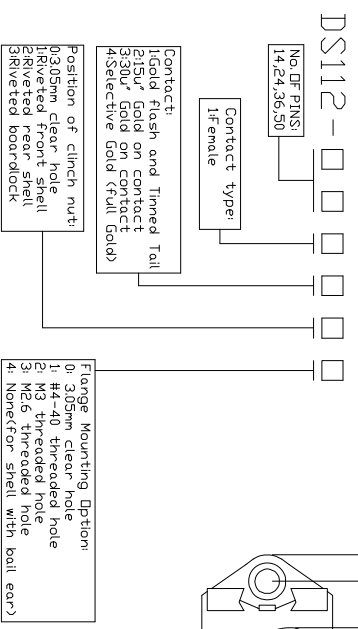 DS112-□□□□□□
No.OF PINS:
14,24,36,50
Contact type:
1:Female
Contact:
1:Gold flash and Tinned Tail
2:15u" Gold on contact
3:30u" Gold on contact
4:Selective Gold (full Gold)
Position of clinch nut:
0:3.05mm clear hole
1:Riveted front shell
2:Riveted rear shell
3:Riveted boardlock
Flange Mounting Option:
0: 3.05mm clear hole
1: #4-40 threaded hole
2: M3 threaded hole
3: M2.6 threaded hole
4: None(for shell with bail ear)